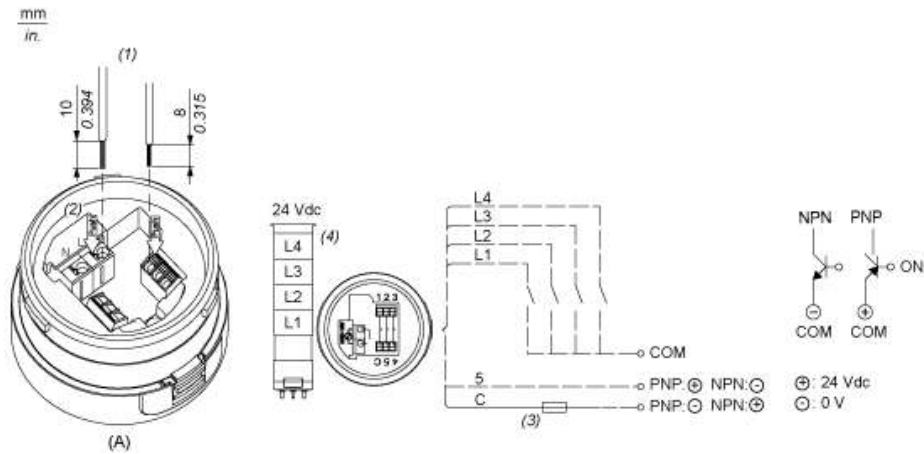 mm
in.
(1)
10
0.394
8
0.315
(2)
N
(A)
24 Vdc
(4)
L4
L3
L2
L1
1 2 3
4 5 C
L4
L3
L2
L1
COM
5
PNP:⊕ NPN:⊖
C
(3)
PNP:⊖ NPN:⊕
NPN PNP
ON
⊖ ⊕
COM COM
⊕: 24 Vdc
⊖: 0 V